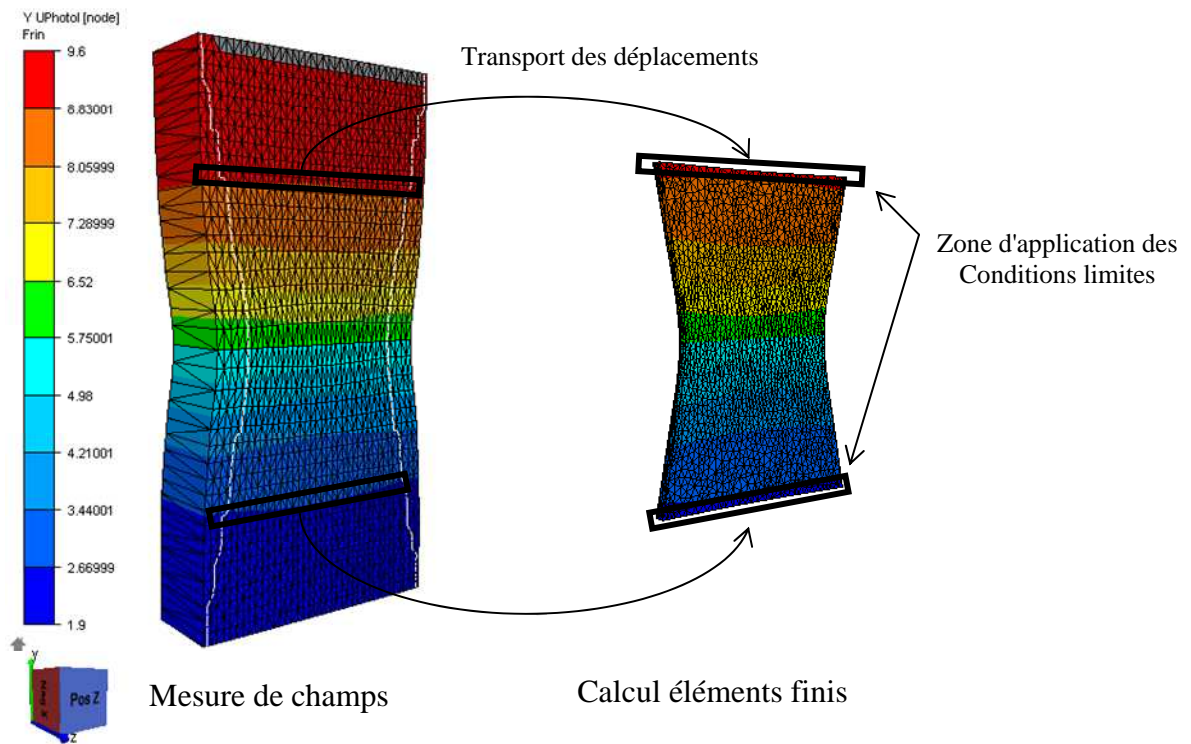 Y UPhotol [node]
Frin
9.6
8.83001
8.05999
7.28999
6.52
5.75001
4.98
4.21001
3.44001
2.66999
1.9
Transport des déplacements
Zone d'application des
Conditions limites
Y
Pos Z
Z
Mesure de champs
Calcul éléments finis